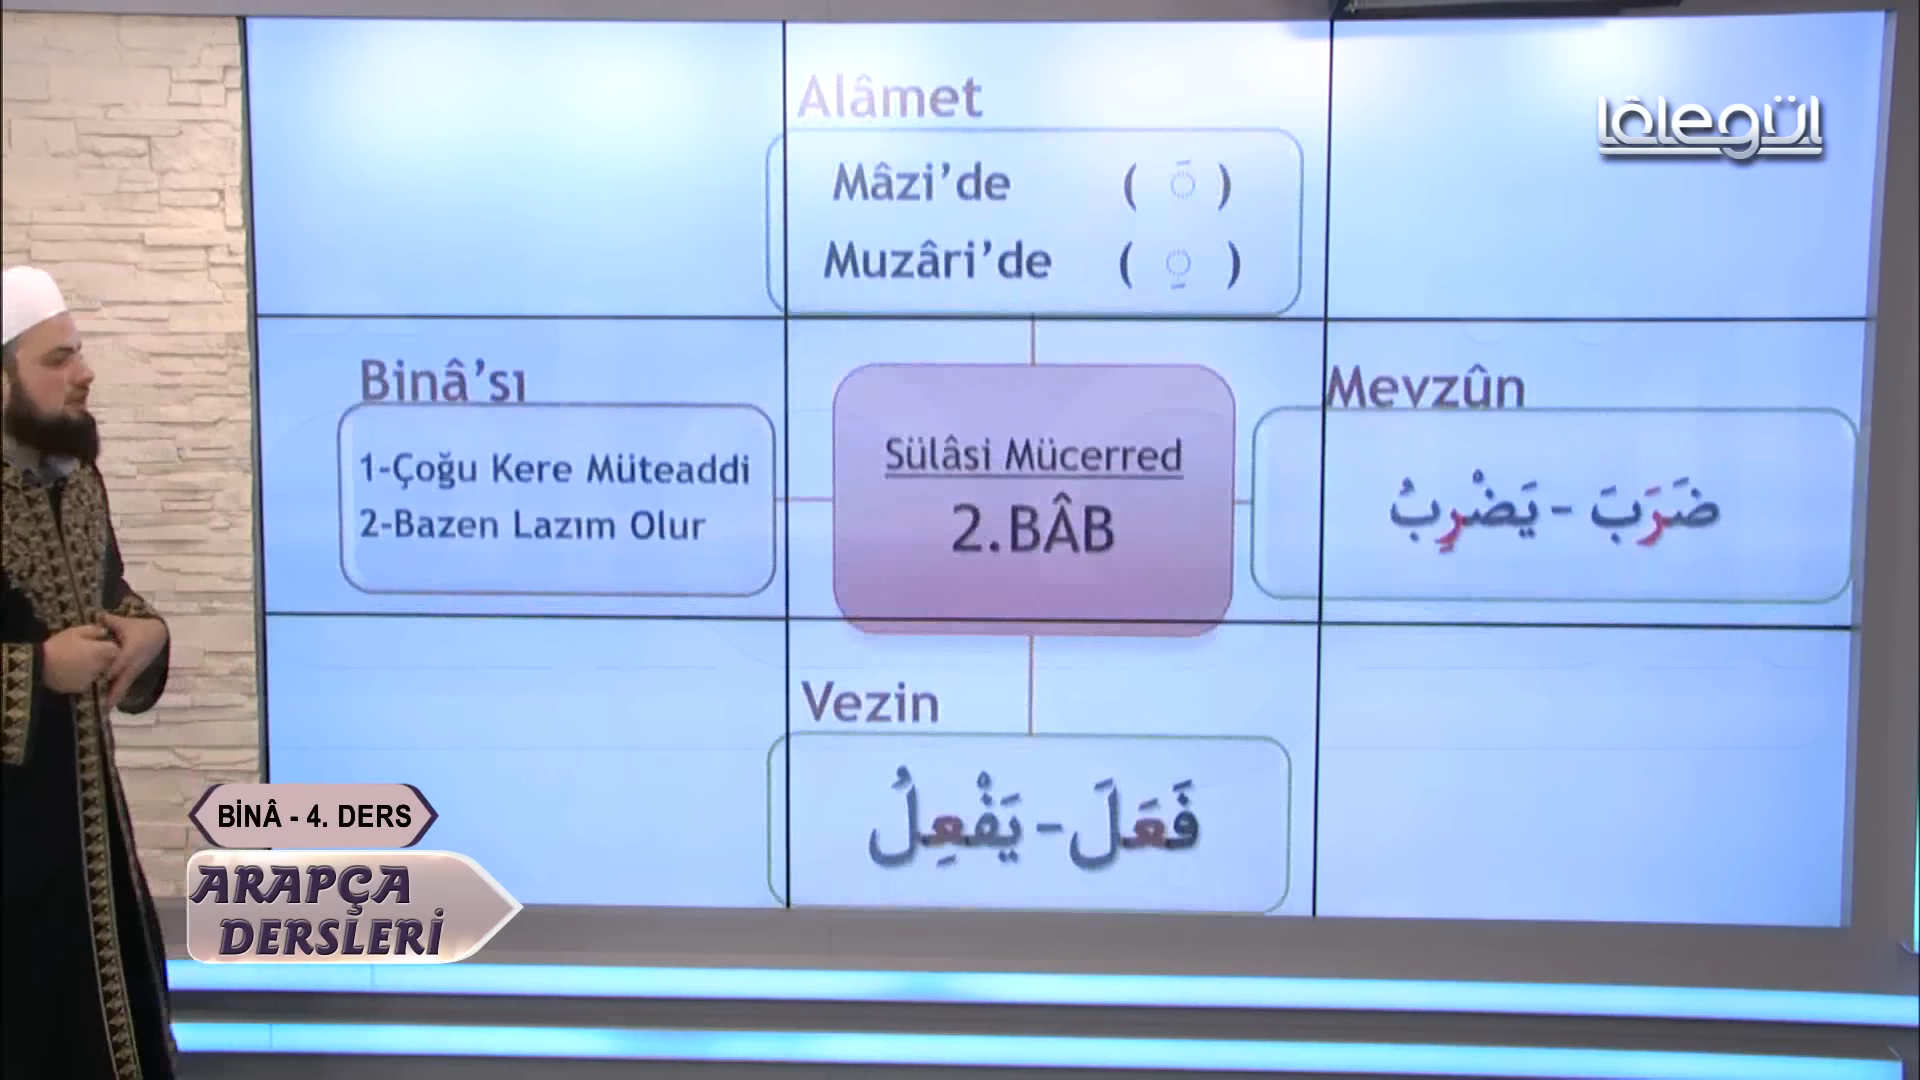 Alâmet
lâlegül
Mâzi’de ( َ )
Muzâri’de ( ِ )
Binâ’sı
1-Çoğu Kere Müteaddi
2-Bazen Lazım Olur
Sülâsi Mücerred
2.BÂB
Mevzûn
ضَرَبَ - يَضْرِبُ
Vezin
فَعَلَ - يَفْعِلُ
BİNÂ - 4. DERS
ARAPÇA
DERSLERİ